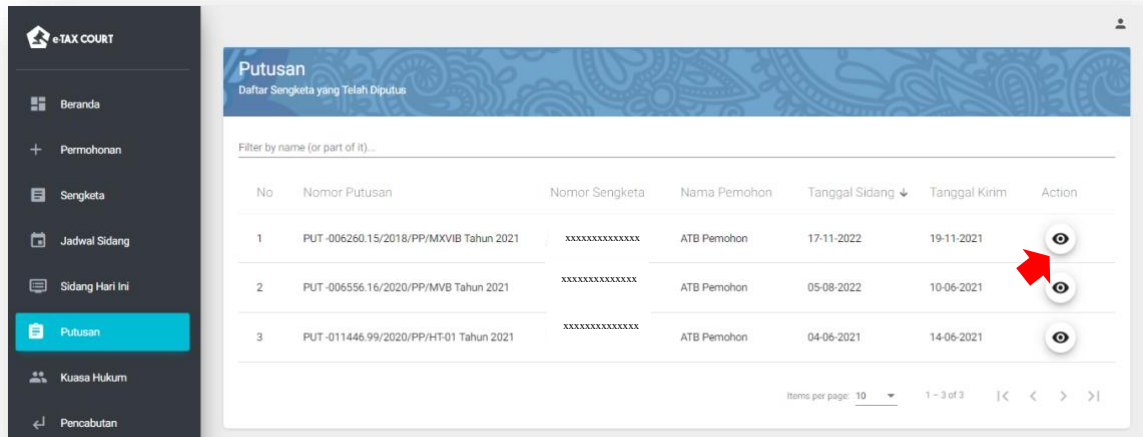 e-TAX COURT
Beranda
Permohonan
Sengketa
Jadwal Sidang
Sidang Hari Ini
Putusan
Kuasa Hukum
Pencabutan
Putusan
Daftar Sengketa yang Telah Diputus
Filter by name (or part of it)...
No Nomor Putusan Nomor Sengketa Nama Pemohon Tanggal Sidang Tanggal Kirim Action
1 PUT -006260.15/2018/PP/MXVIB Tahun 2021 xxxxxxxxxxxxxx ATB Pemohon 17-11-2022 19-11-2021
2 PUT -006556.16/2020/PP/MVB Tahun 2021 xxxxxxxxxxxxxx ATB Pemohon 05-08-2022 10-06-2021
3 PUT -011446.99/2020/PP/HT-01 Tahun 2021 xxxxxxxxxxxxxx ATB Pemohon 04-06-2021 14-06-2021
Items per page: 10 1 – 3 of 3